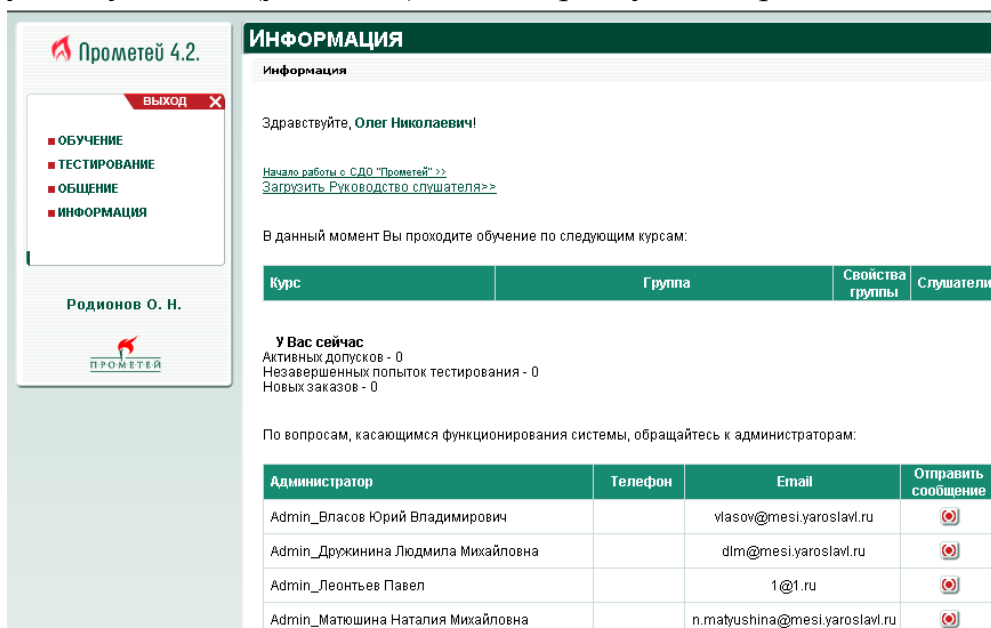 Прометей 4.2.
ВЫХОД
ОБУЧЕНИЕ
ТЕСТИРОВАНИЕ
ОБЩЕНИЕ
ИНФОРМАЦИЯ
Родионов О. Н.
ПРОМЕТЕЙ
ИНФОРМАЦИЯ
Информация
Здравствуйте, Олег Николаевич!
Начало работы с СДО "Прометей" >>
Загрузить Руководство слушателя>>
В данный момент Вы проходите обучение по следующим курсам:
Курс Группа Свойства группы Слушатели
У Вас сейчас
Активных допусков - 0
Незавершенных попыток тестирования - 0
Новых заказов - 0
По вопросам, касающимся функционирования системы, обращайтесь к администраторам:
Администратор Телефон Email Отправить сообщение
Admin_Власов Юрий Владимирович vlasov@mesi.yaroslavl.ru
Admin_Дружинина Людмила Михайловна dlm@mesi.yaroslavl.ru
Admin_Леонтьев Павел 1@1.ru
Admin_Матюшина Наталия Михайловна n.matyushina@mesi.yaroslavl.ru